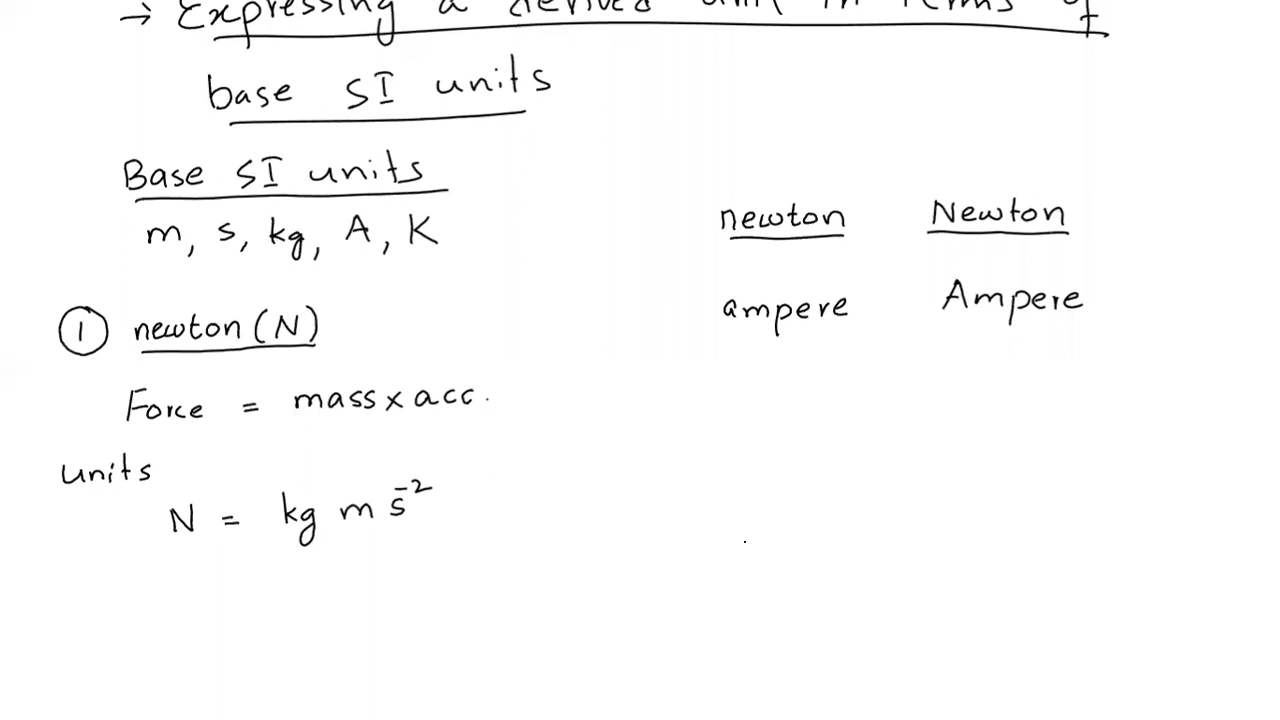 → Expressing a derived unit in terms of
base SI units
Base SI units
m, s, kg, A, K
newton Newton
ampere Ampere
① newton (N)
Force = mass x acc.
units
N = kg m s⁻²